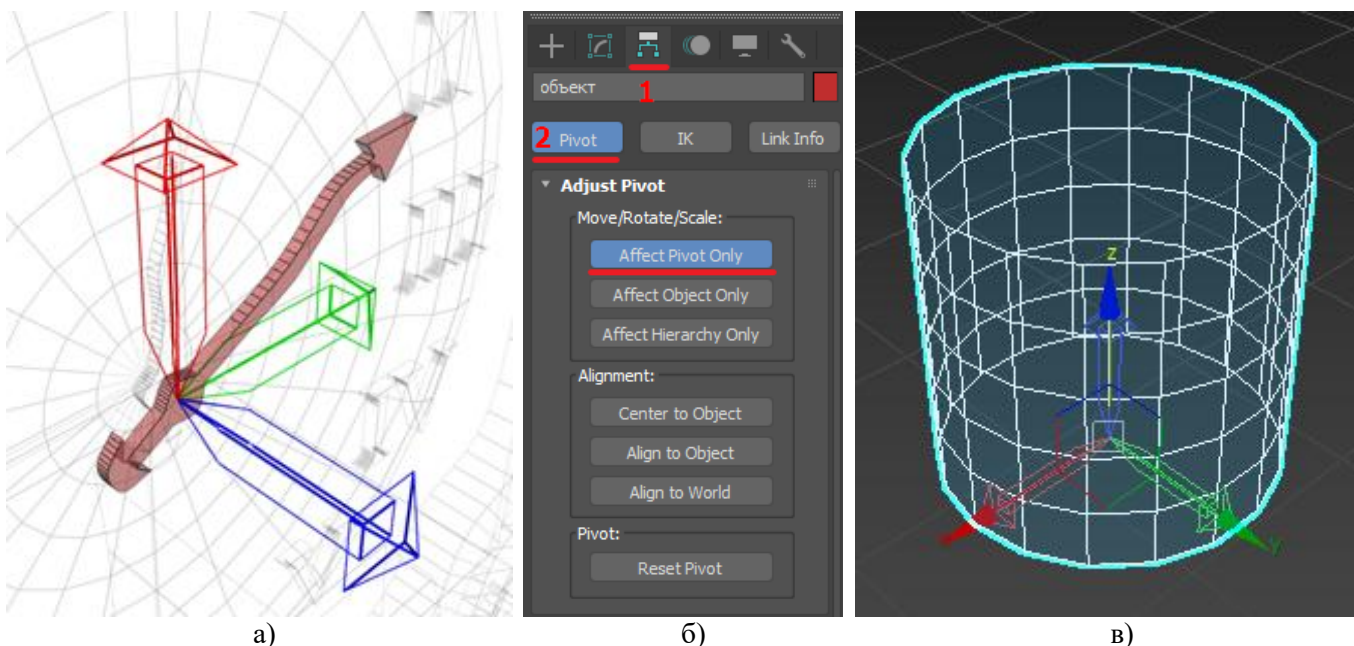 объект
1
2 Pivot IK Link Info
Adjust Pivot
Move/Rotate/Scale:
Affect Pivot Only
Affect Object Only
Affect Hierarchy Only
Alignment:
Center to Object
Align to Object
Align to World
Pivot:
Reset Pivot
z
y
а) б) в)